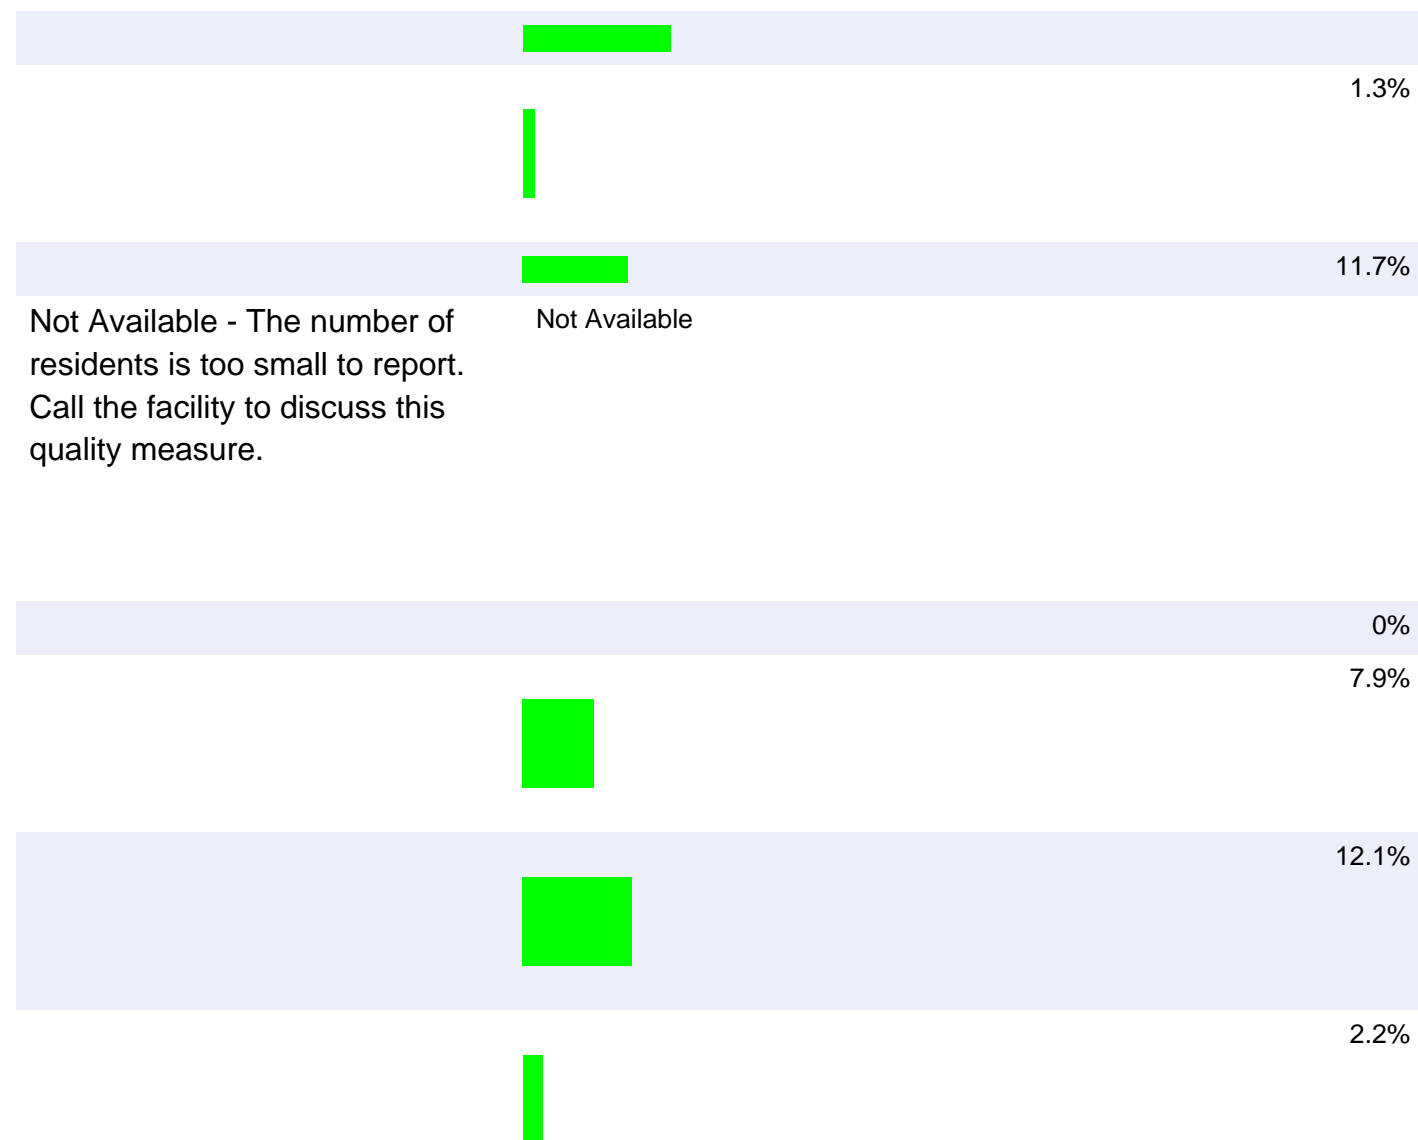 1.3%
11.7%
Not Available - The number of
residents is too small to report.
Call the facility to discuss this
quality measure.
Not Available
0%
7.9%
12.1%
2.2%